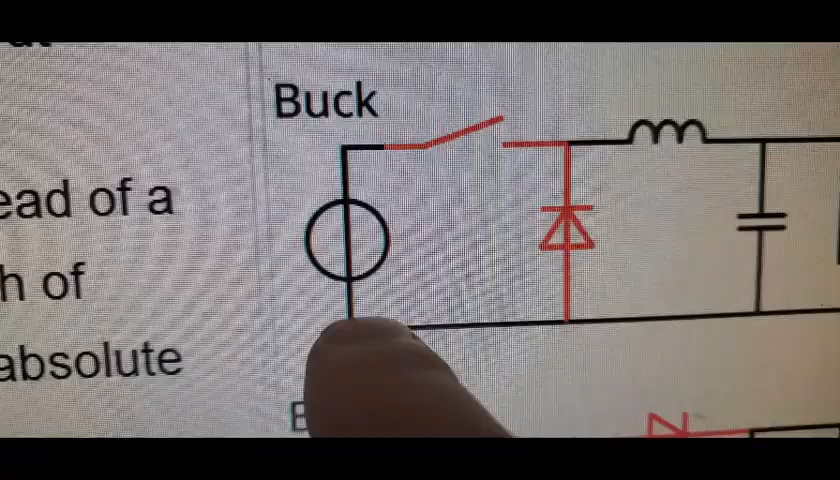 Buck
ead of a
h of
absolute